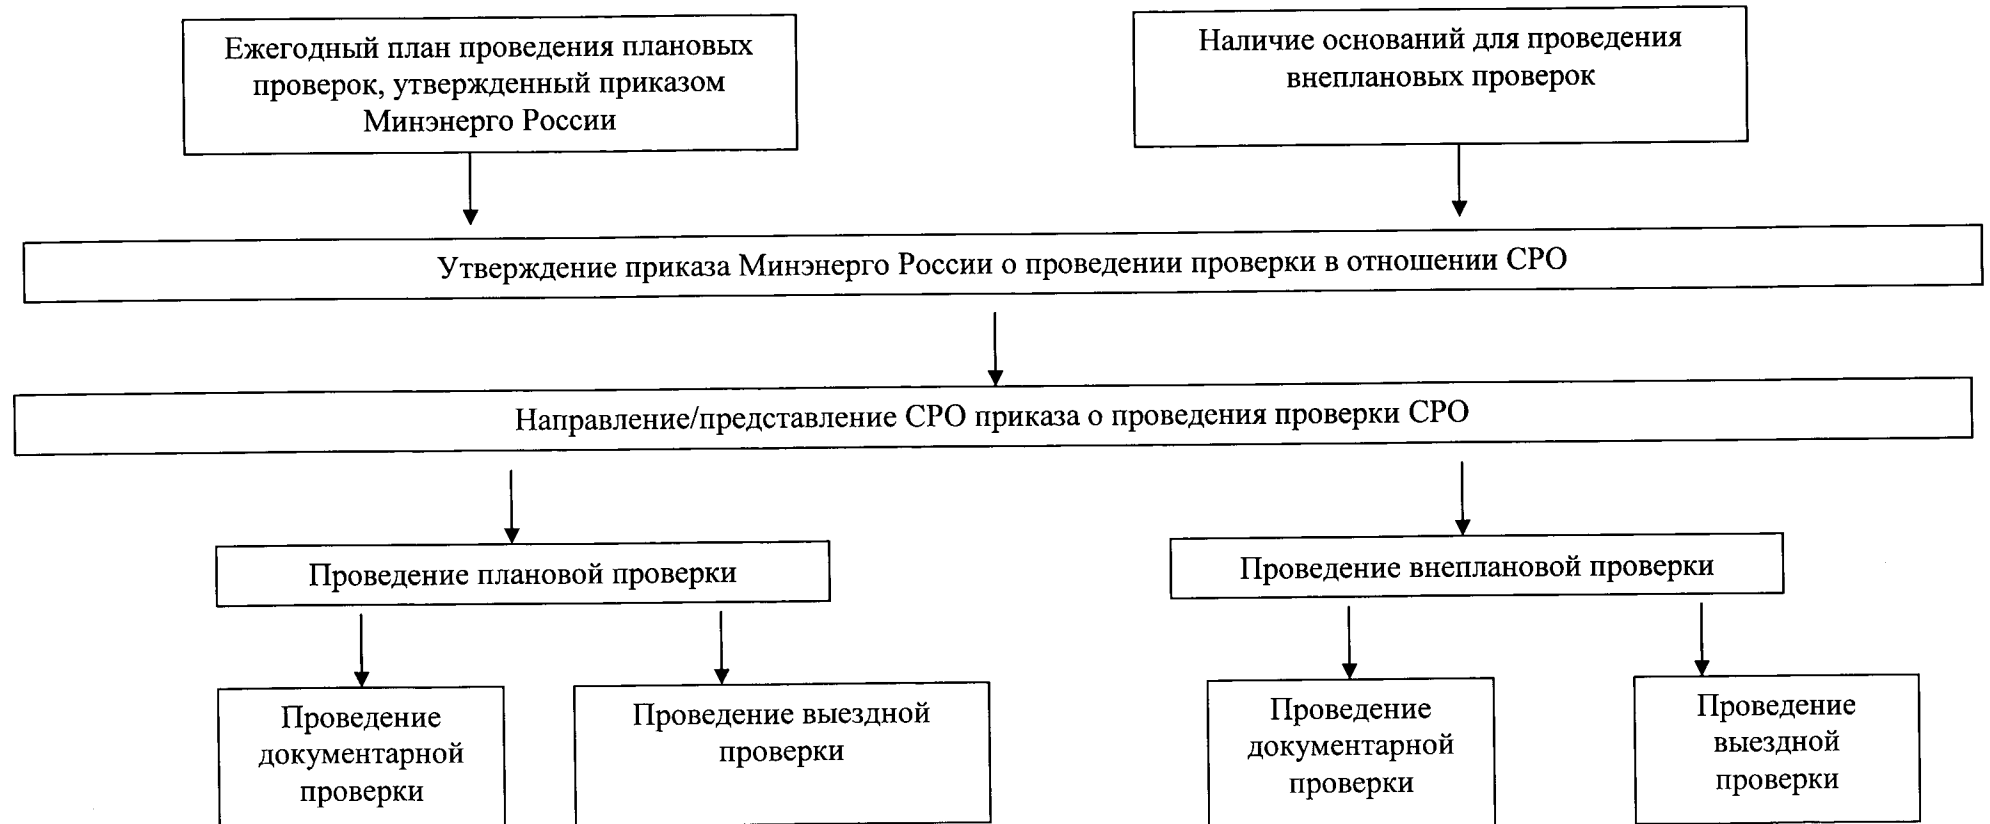 Ежегодный план проведения плановых
проверок, утвержденный приказом
Минэнерго России
Наличие оснований для проведения
внеплановых проверок
Утверждение приказа Минэнерго России о проведении проверки в отношении СРО
Направление/представление СРО приказа о проведения проверки СРО
Проведение плановой проверки
Проведение внеплановой проверки
Проведение
документарной
проверки
Проведение выездной
проверки
Проведение
документарной
проверки
Проведение
выездной
проверки